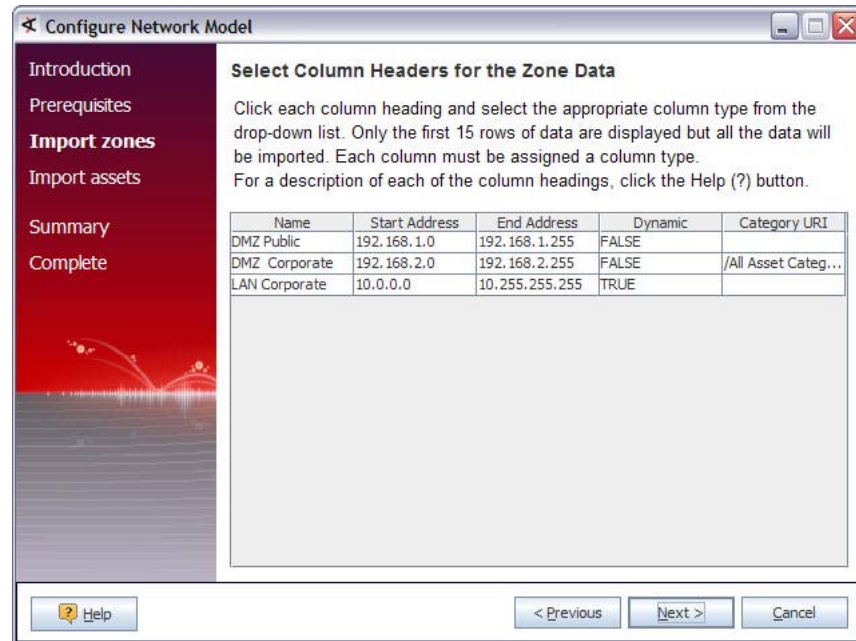 Configure Network Model
Introduction
Prerequisites
Import zones
Import assets
Summary
Complete
Select Column Headers for the Zone Data
Click each column heading and select the appropriate column type from the
drop-down list. Only the first 15 rows of data are displayed but all the data will
be imported. Each column must be assigned a column type.
For a description of each of the column headings, click the Help (?) button.
Name Start Address End Address Dynamic Category URI
DMZ Public 192.168.1.0 192.168.1.255 FALSE
DMZ Corporate 192.168.2.0 192.168.2.255 FALSE /All Asset Categ...
LAN Corporate 10.0.0.0 10.255.255.255 TRUE
? Help < Previous Next > Cancel